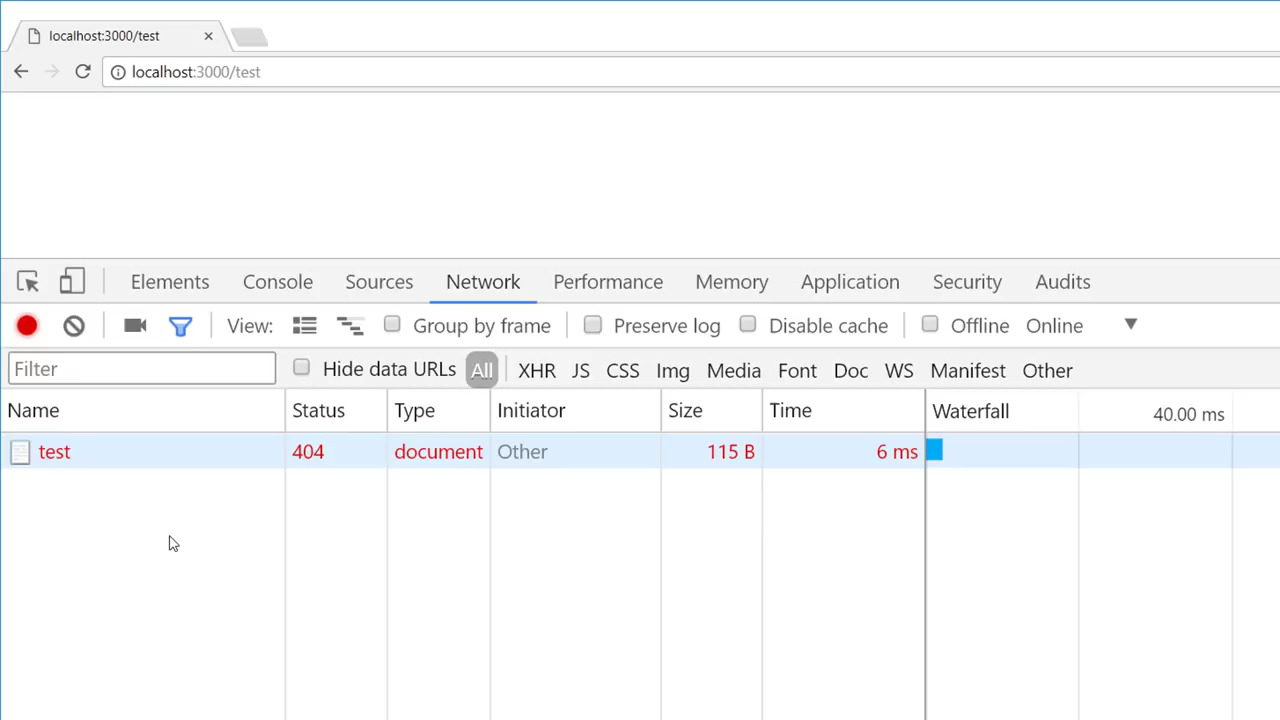 localhost:3000/test
localhost:3000/test
Elements Console Sources Network Performance Memory Application Security Audits
View: Group by frame Preserve log Disable cache Offline Online
Filter Hide data URLs All XHR JS CSS Img Media Font Doc WS Manifest Other
Name Status Type Initiator Size Time Waterfall 40.00 ms
test 404 document Other 115 B 6 ms